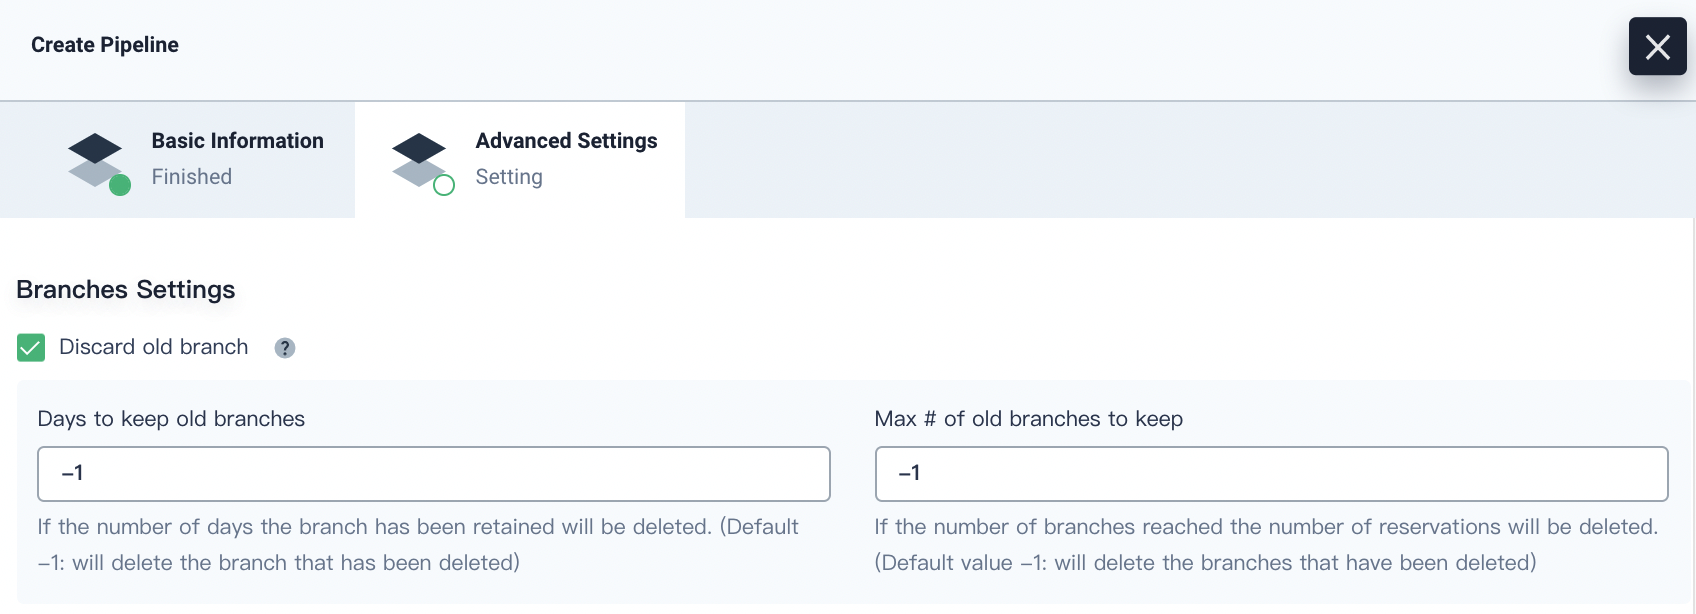 Create Pipeline
Basic Information
Finished
Advanced Settings
Setting
Branches Settings
Discard old branch ?
Days to keep old branches
-1
If the number of days the branch has been retained will be deleted. (Default
-1: will delete the branch that has been deleted)
Max # of old branches to keep
-1
If the number of branches reached the number of reservations will be deleted.
(Default value -1: will delete the branches that have been deleted)